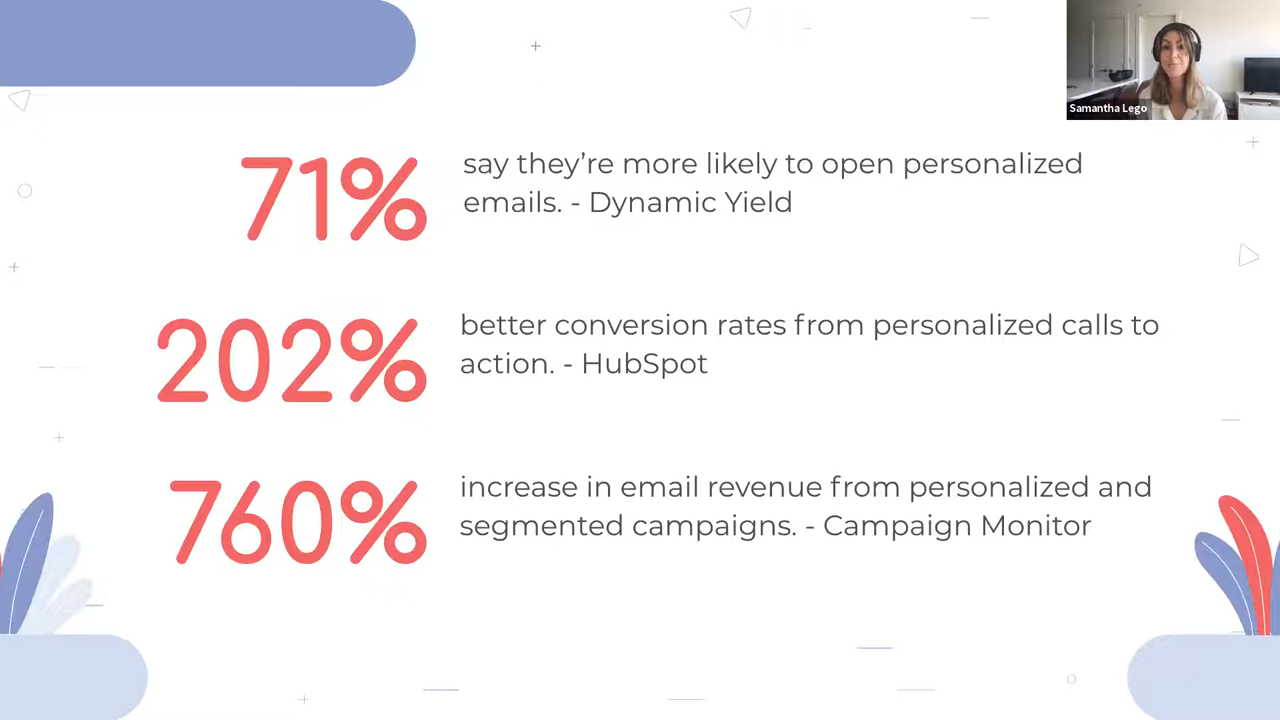 Samantha Lego
71%
say they’re more likely to open personalized
emails. - Dynamic Yield
202%
better conversion rates from personalized calls to
action. - HubSpot
760%
increase in email revenue from personalized and
segmented campaigns. - Campaign Monitor